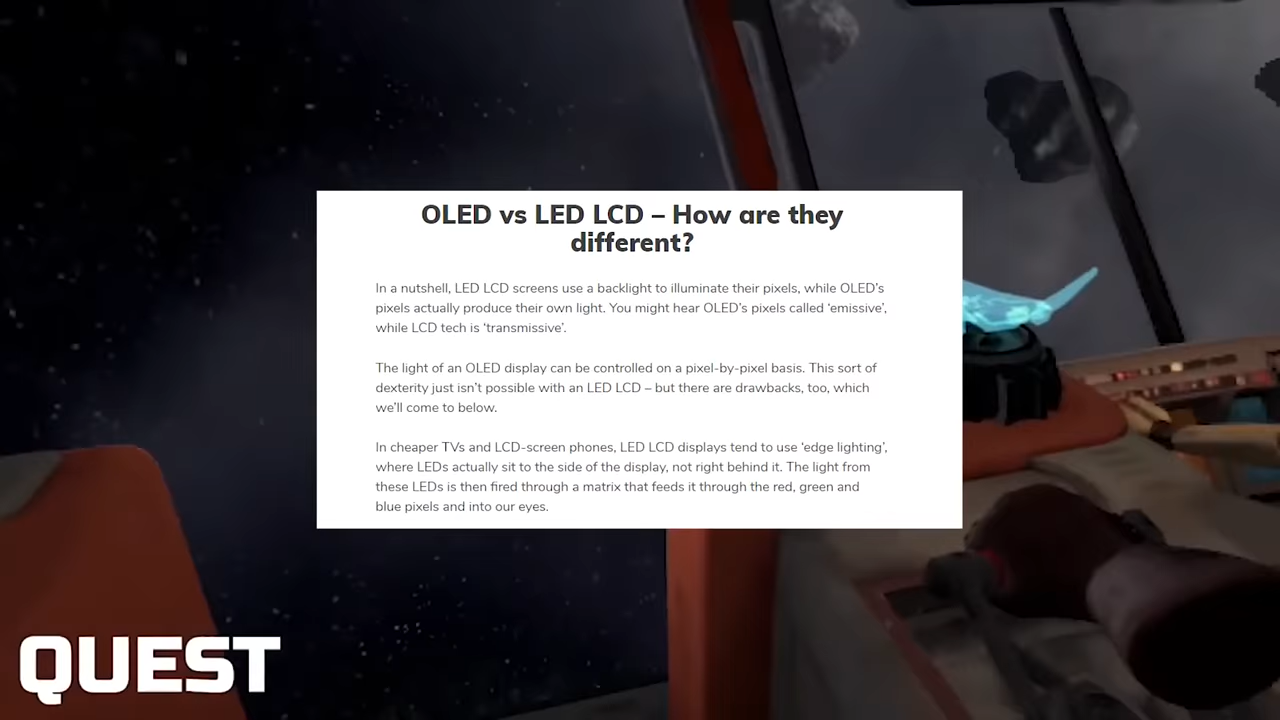 OLED vs LED LCD – How are they
different?
In a nutshell, LED LCD screens use a backlight to illuminate their pixels, while OLED’s
pixels actually produce their own light. You might hear OLED’s pixels called ‘emissive’,
while LCD tech is ‘transmissive’.
The light of an OLED display can be controlled on a pixel-by-pixel basis. This sort of
dexterity just isn’t possible with an LED LCD – but there are drawbacks, too, which
we’ll come to below.
In cheaper TVs and LCD-screen phones, LED LCD displays tend to use ‘edge lighting’,
where LEDs actually sit to the side of the display, not right behind it. The light from
these LEDs is then fired through a matrix that feeds it through the red, green and
blue pixels and into our eyes.
QUEST